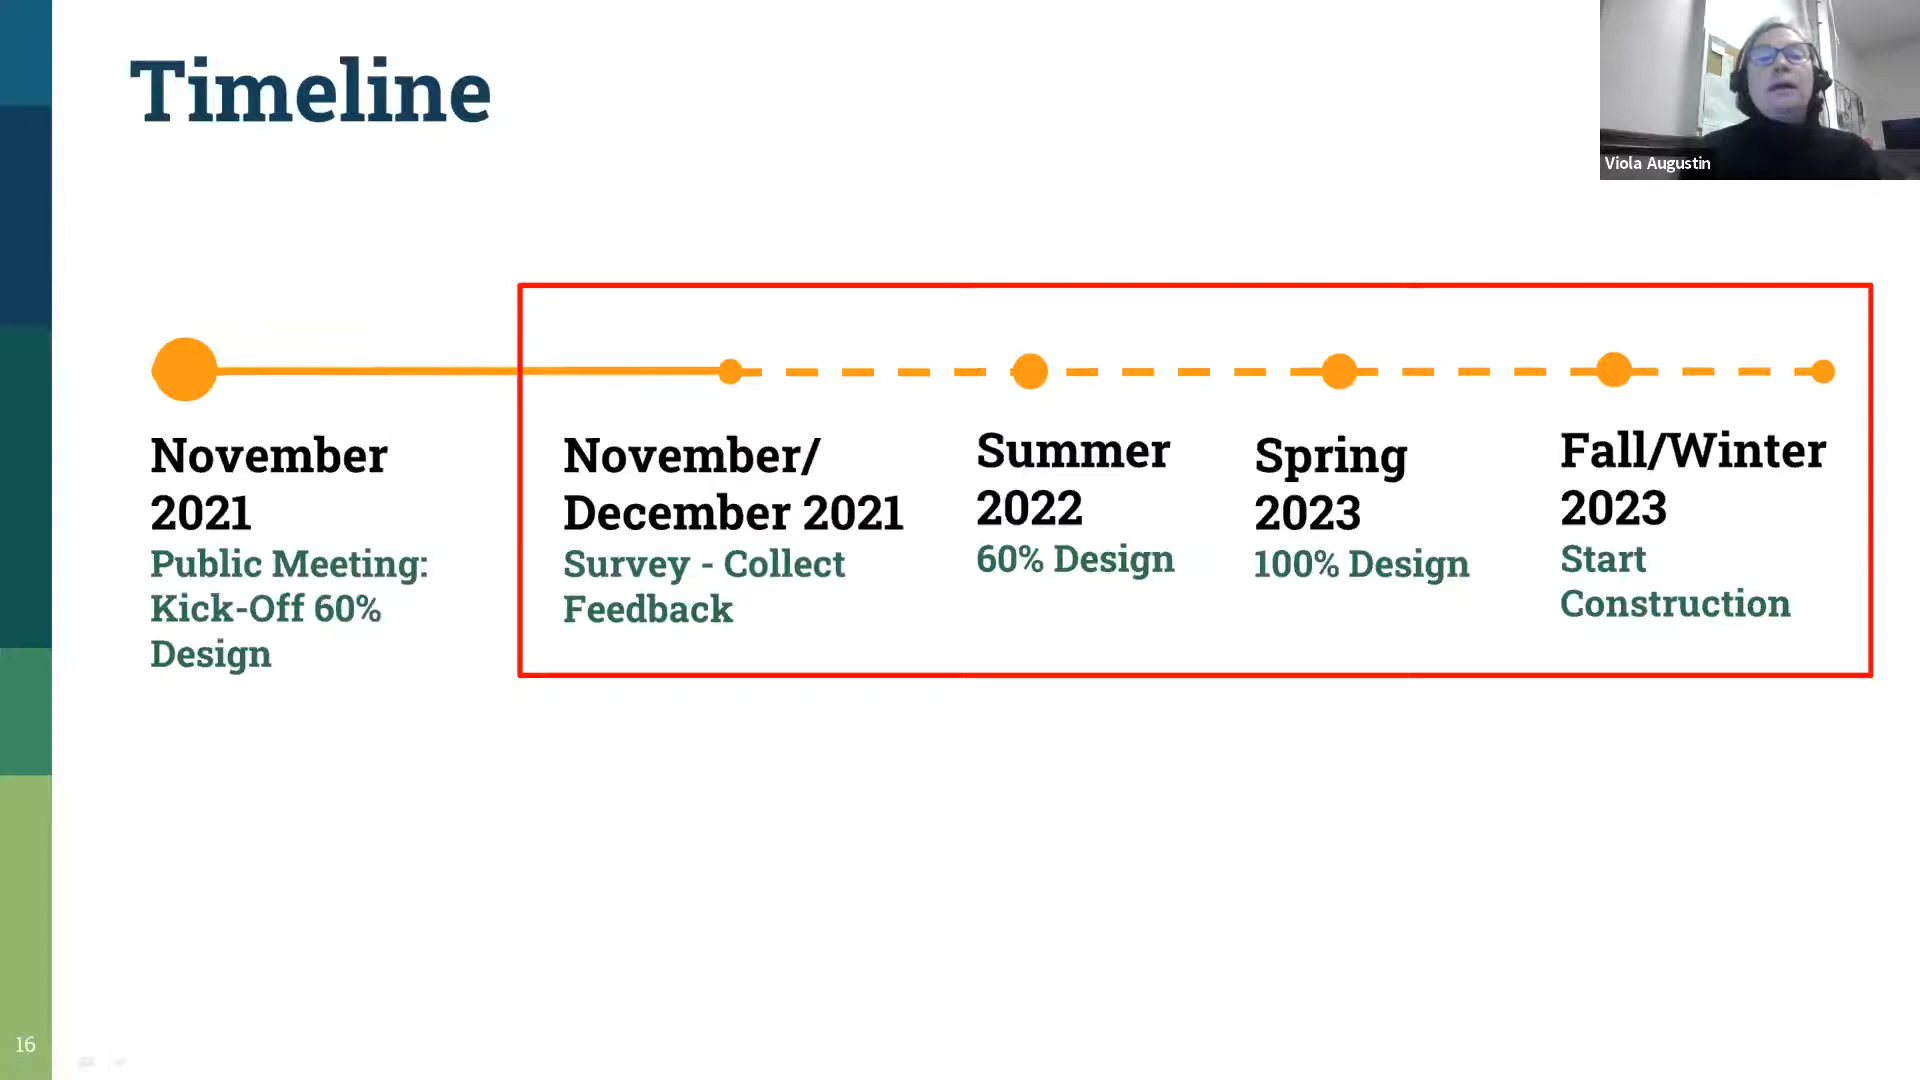 Timeline
Viola Augustin
November
2021
Public Meeting:
Kick-Off 60%
Design
November/
December 2021
Survey - Collect
Feedback
Summer
2022
60% Design
Spring
2023
100% Design
Fall/Winter
2023
Start
Construction
16